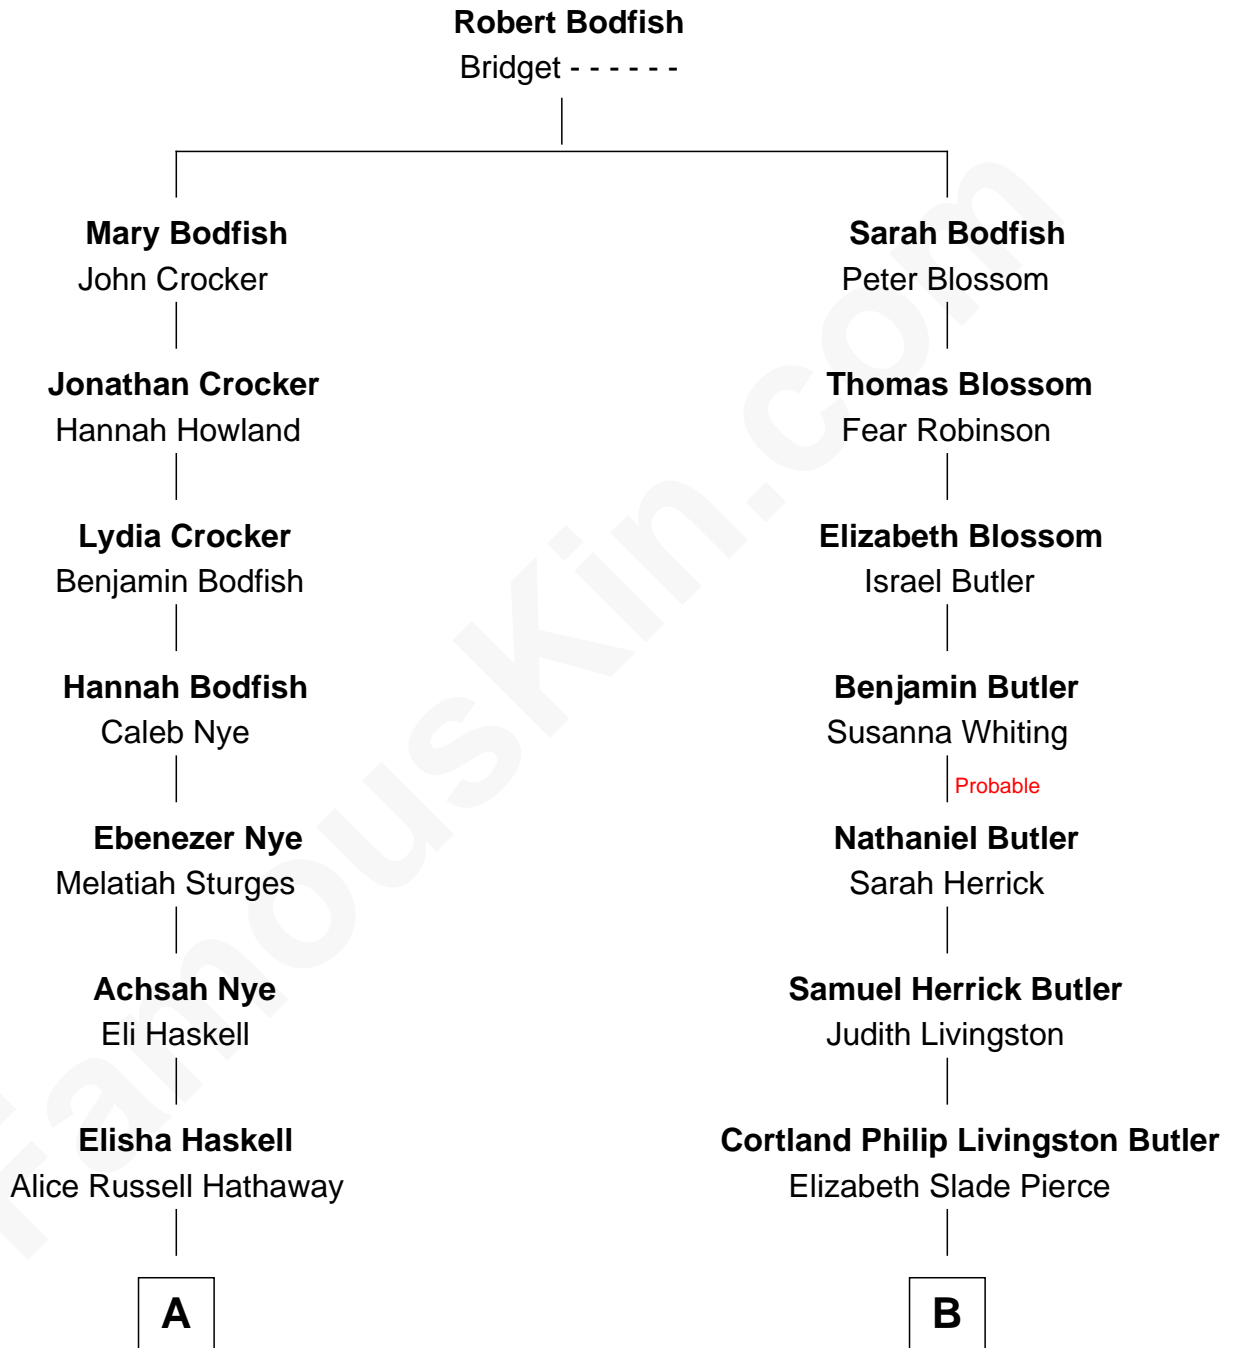 Robert Bodfish
Bridget - - - - - -
Mary Bodfish
John Crocker
Sarah Bodfish
Peter Blossom
Jonathan Crocker
Hannah Howland
Thomas Blossom
Fear Robinson
Lydia Crocker
Benjamin Bodfish
Elizabeth Blossom
Israel Butler
Hannah Bodfish
Caleb Nye
Benjamin Butler
Susanna Whiting
Probable
Ebenezer Nye
Melatiah Sturges
Nathaniel Butler
Sarah Herrick
Achsah Nye
Eli Haskell
Samuel Herrick Butler
Judith Livingston
Elisha Haskell
Alice Russell Hathaway
Cortland Philip Livingston Butler
Elizabeth Slade Pierce
A
B
FamousKin.com